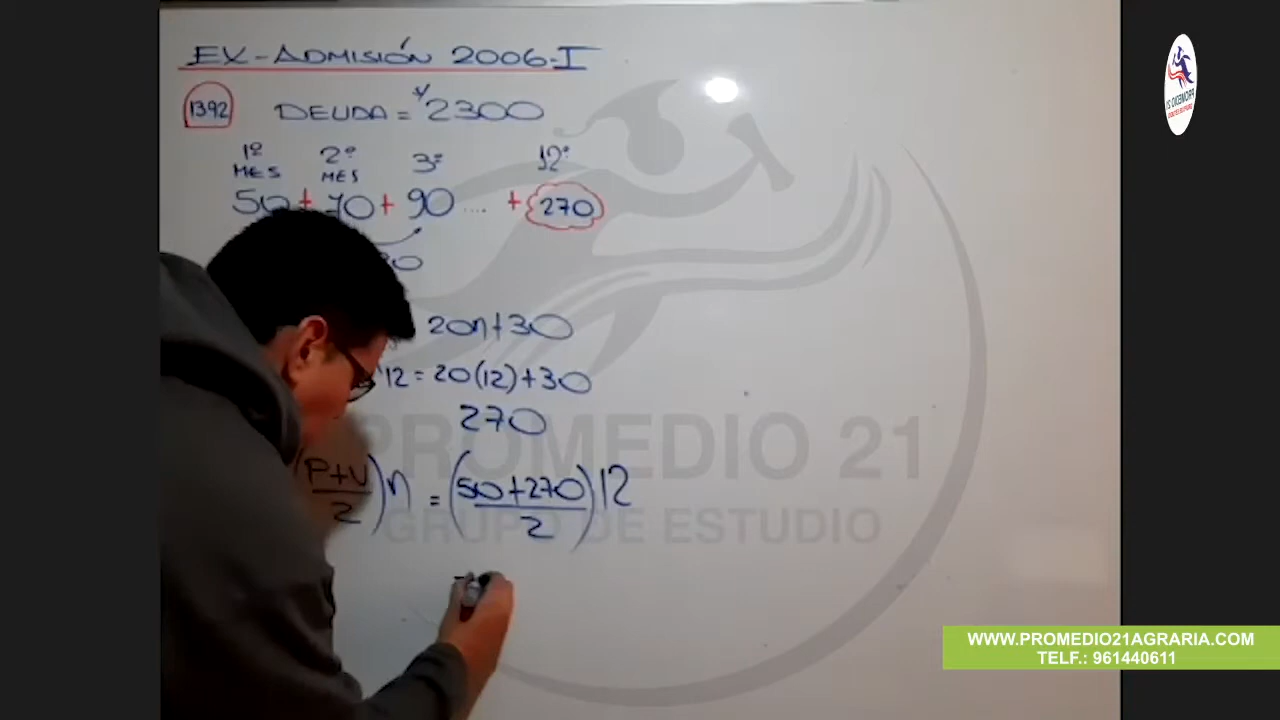 EX-ADMISIÓN 2006-I
1392 DEUDA = S/ 2300
1º MES 2º MES 3º 12º
50 + 70 + 90 .... + 270
20n+30
12 = 20(12)+30
270
(P+U/2)n = (50+270/2)12
PROMEDIO 21
GRUPO DE ESTUDIO
PROMEDIO 21
WWW.PROMEDIO21AGRARIA.COM
TELF.: 961440611